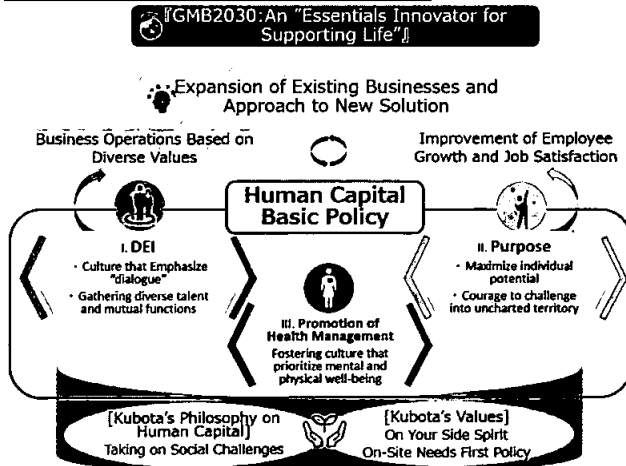 『GMB2030:An "Essentials Innovator for
Supporting Life"』
Expansion of Existing Businesses and
Approach to New Solution
Business Operations Based on
Diverse Values
Improvement of Employee
Growth and Job Satisfaction
Human Capital
Basic Policy
I. DEI
・Culture that Emphasize
"dialogue"
・Gathering diverse talent
and mutual functions
II. Purpose
・Maximize individual
potential
・Courage to challenge
into uncharted territory
III. Promotion of
Health Management
Fostering culture that
prioritize mental and
physical well-being
[Kubota's Philosophy on
Human Capital]
Taking on Social Challenges
[Kubota's Values]
On Your Side Spirit
On-Site Needs First Policy